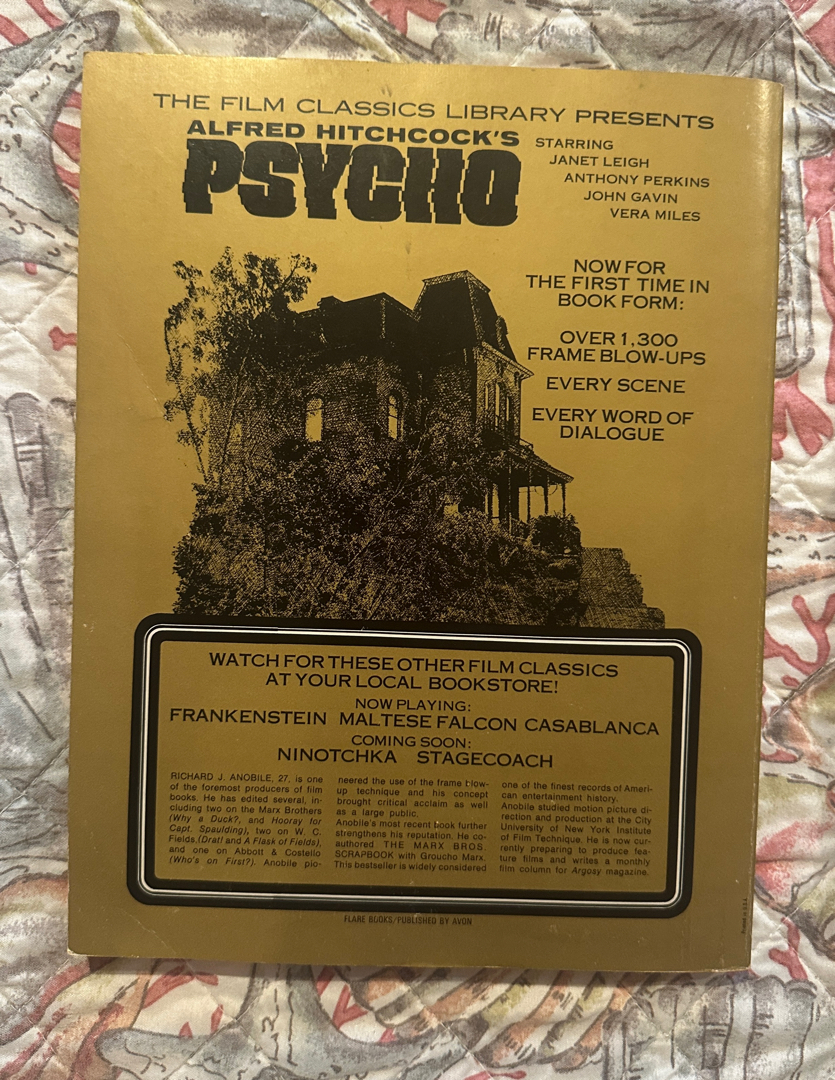 THE FILM CLASSICS LIBRARY PRESENTS
ALFRED HITCHCOCK'S
PSYCHO
STARRING
JANET LEIGH
ANTHONY PERKINS
JOHN GAVIN
VERA MILES
NOW FOR
THE FIRST TIME IN
BOOK FORM:
OVER 1,300
FRAME BLOW-UPS
EVERY SCENE
EVERY WORD OF
DIALOGUE
WATCH FOR THESE OTHER FILM CLASSICS
AT YOUR LOCAL BOOKSTORE!
NOW PLAYING:
FRANKENSTEIN MALTESE FALCON CASABLANCA
COMING SOON:
NINOTCHKA STAGECOACH
RICHARD J. ANOBILE, 27, is one
of the foremost producers of film
books. He has edited several, in-
cluding two on the Marx Brothers
(Why a Duck?, and Hooray for
Capt. Spaulding), two on W. C.
Fields,(Drat! and A Flask of Fields),
and one on Abbott & Costello
(Who's on First?). Anobile pio-
neered the use of the frame blow-
up technique and his concept
brought critical acclaim as well
as a large public.
Anobile's most recent book further
strengthens his reputation. He co-
authored THE MARX BROS.
SCRAPBOOK with Groucho Marx.
This bestseller is widely considered
one of the finest records of Ameri-
can entertainment history.
Anobile studied motion picture di-
rection and production at the City
University of New York Institute
of Film Technique. He is now cur-
rently preparing to produce fea-
ture films and writes a monthly
film column for Argosy magazine.
FLARE BOOKS/PUBLISHED BY AVON
Printed in U.S.A.